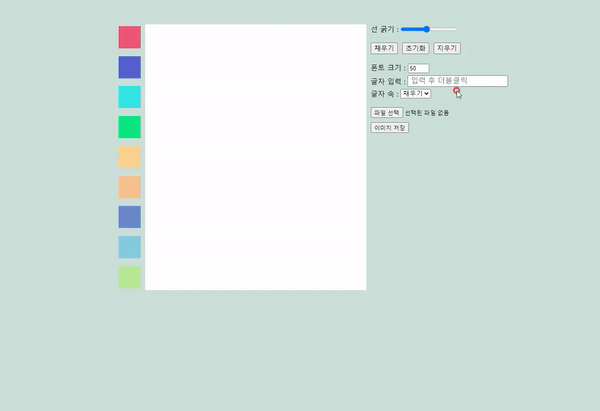 선 굵기 :
채우기 초기화 지우기
폰트 크기 : 50
글자 입력 : 입력 후 더블클릭
글자 속 : 채우기
파일 선택 선택된 파일 없음
이미지 저장